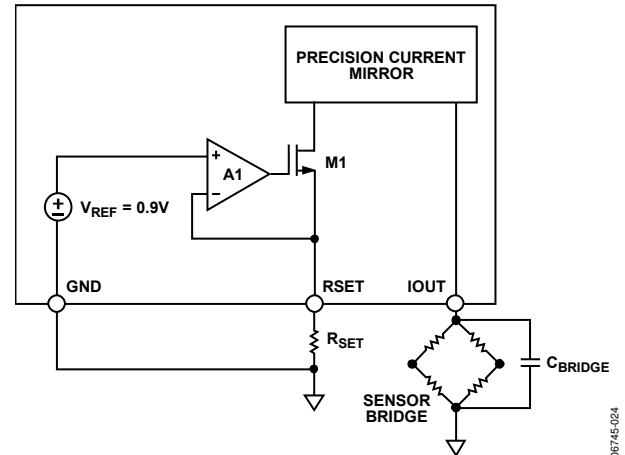 PRECISION CURRENT
MIRROR
+
A1
M1
−
+
−
VREF = 0.9V
GND
RSET
IOUT
RSET
SENSOR
BRIDGE
CBRIDGE
06745-024